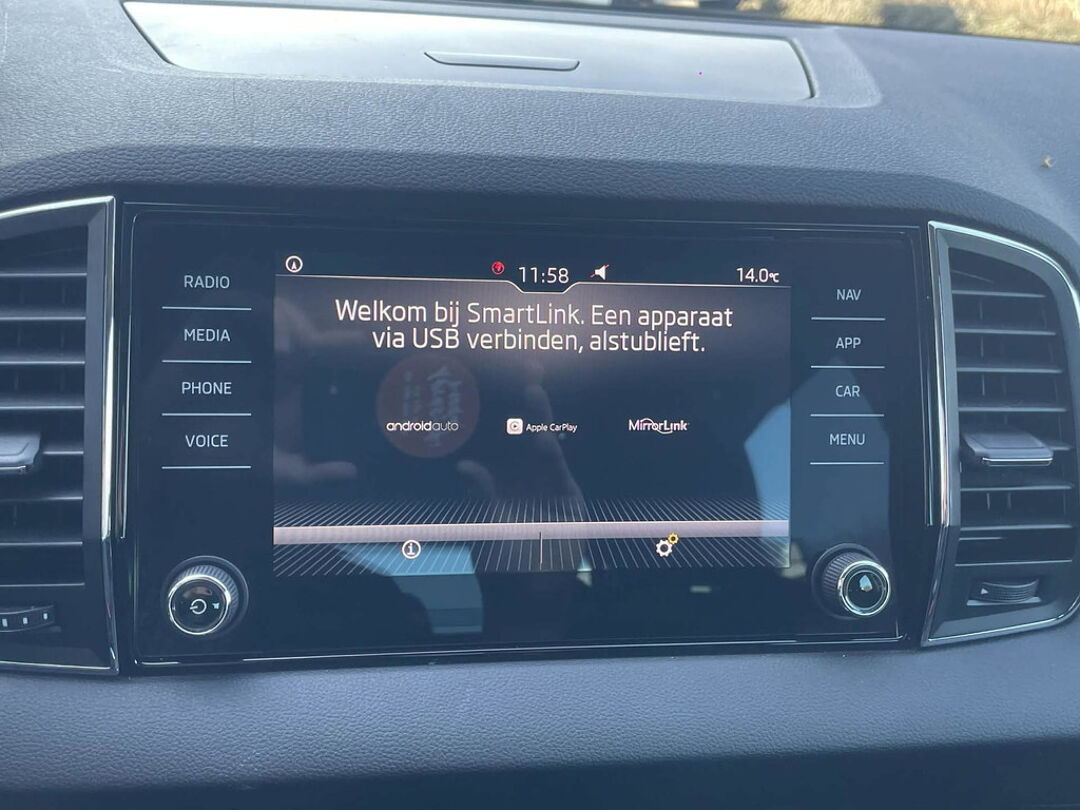 11:58
14.0°C
RADIO
MEDIA
PHONE
VOICE
Welkom bij SmartLink. Een apparaat
via USB verbinden, alstublieft.
androidauto
Apple CarPlay
MirrorLink
NAV
APP
CAR
MENU